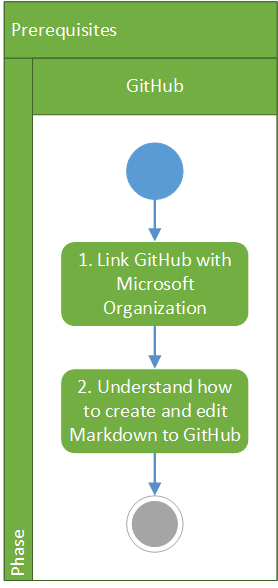 Prerequisites
GitHub
1. Link GitHub with
Microsoft
Organization
2. Understand how
to create and edit
Markdown to GitHub
Phase